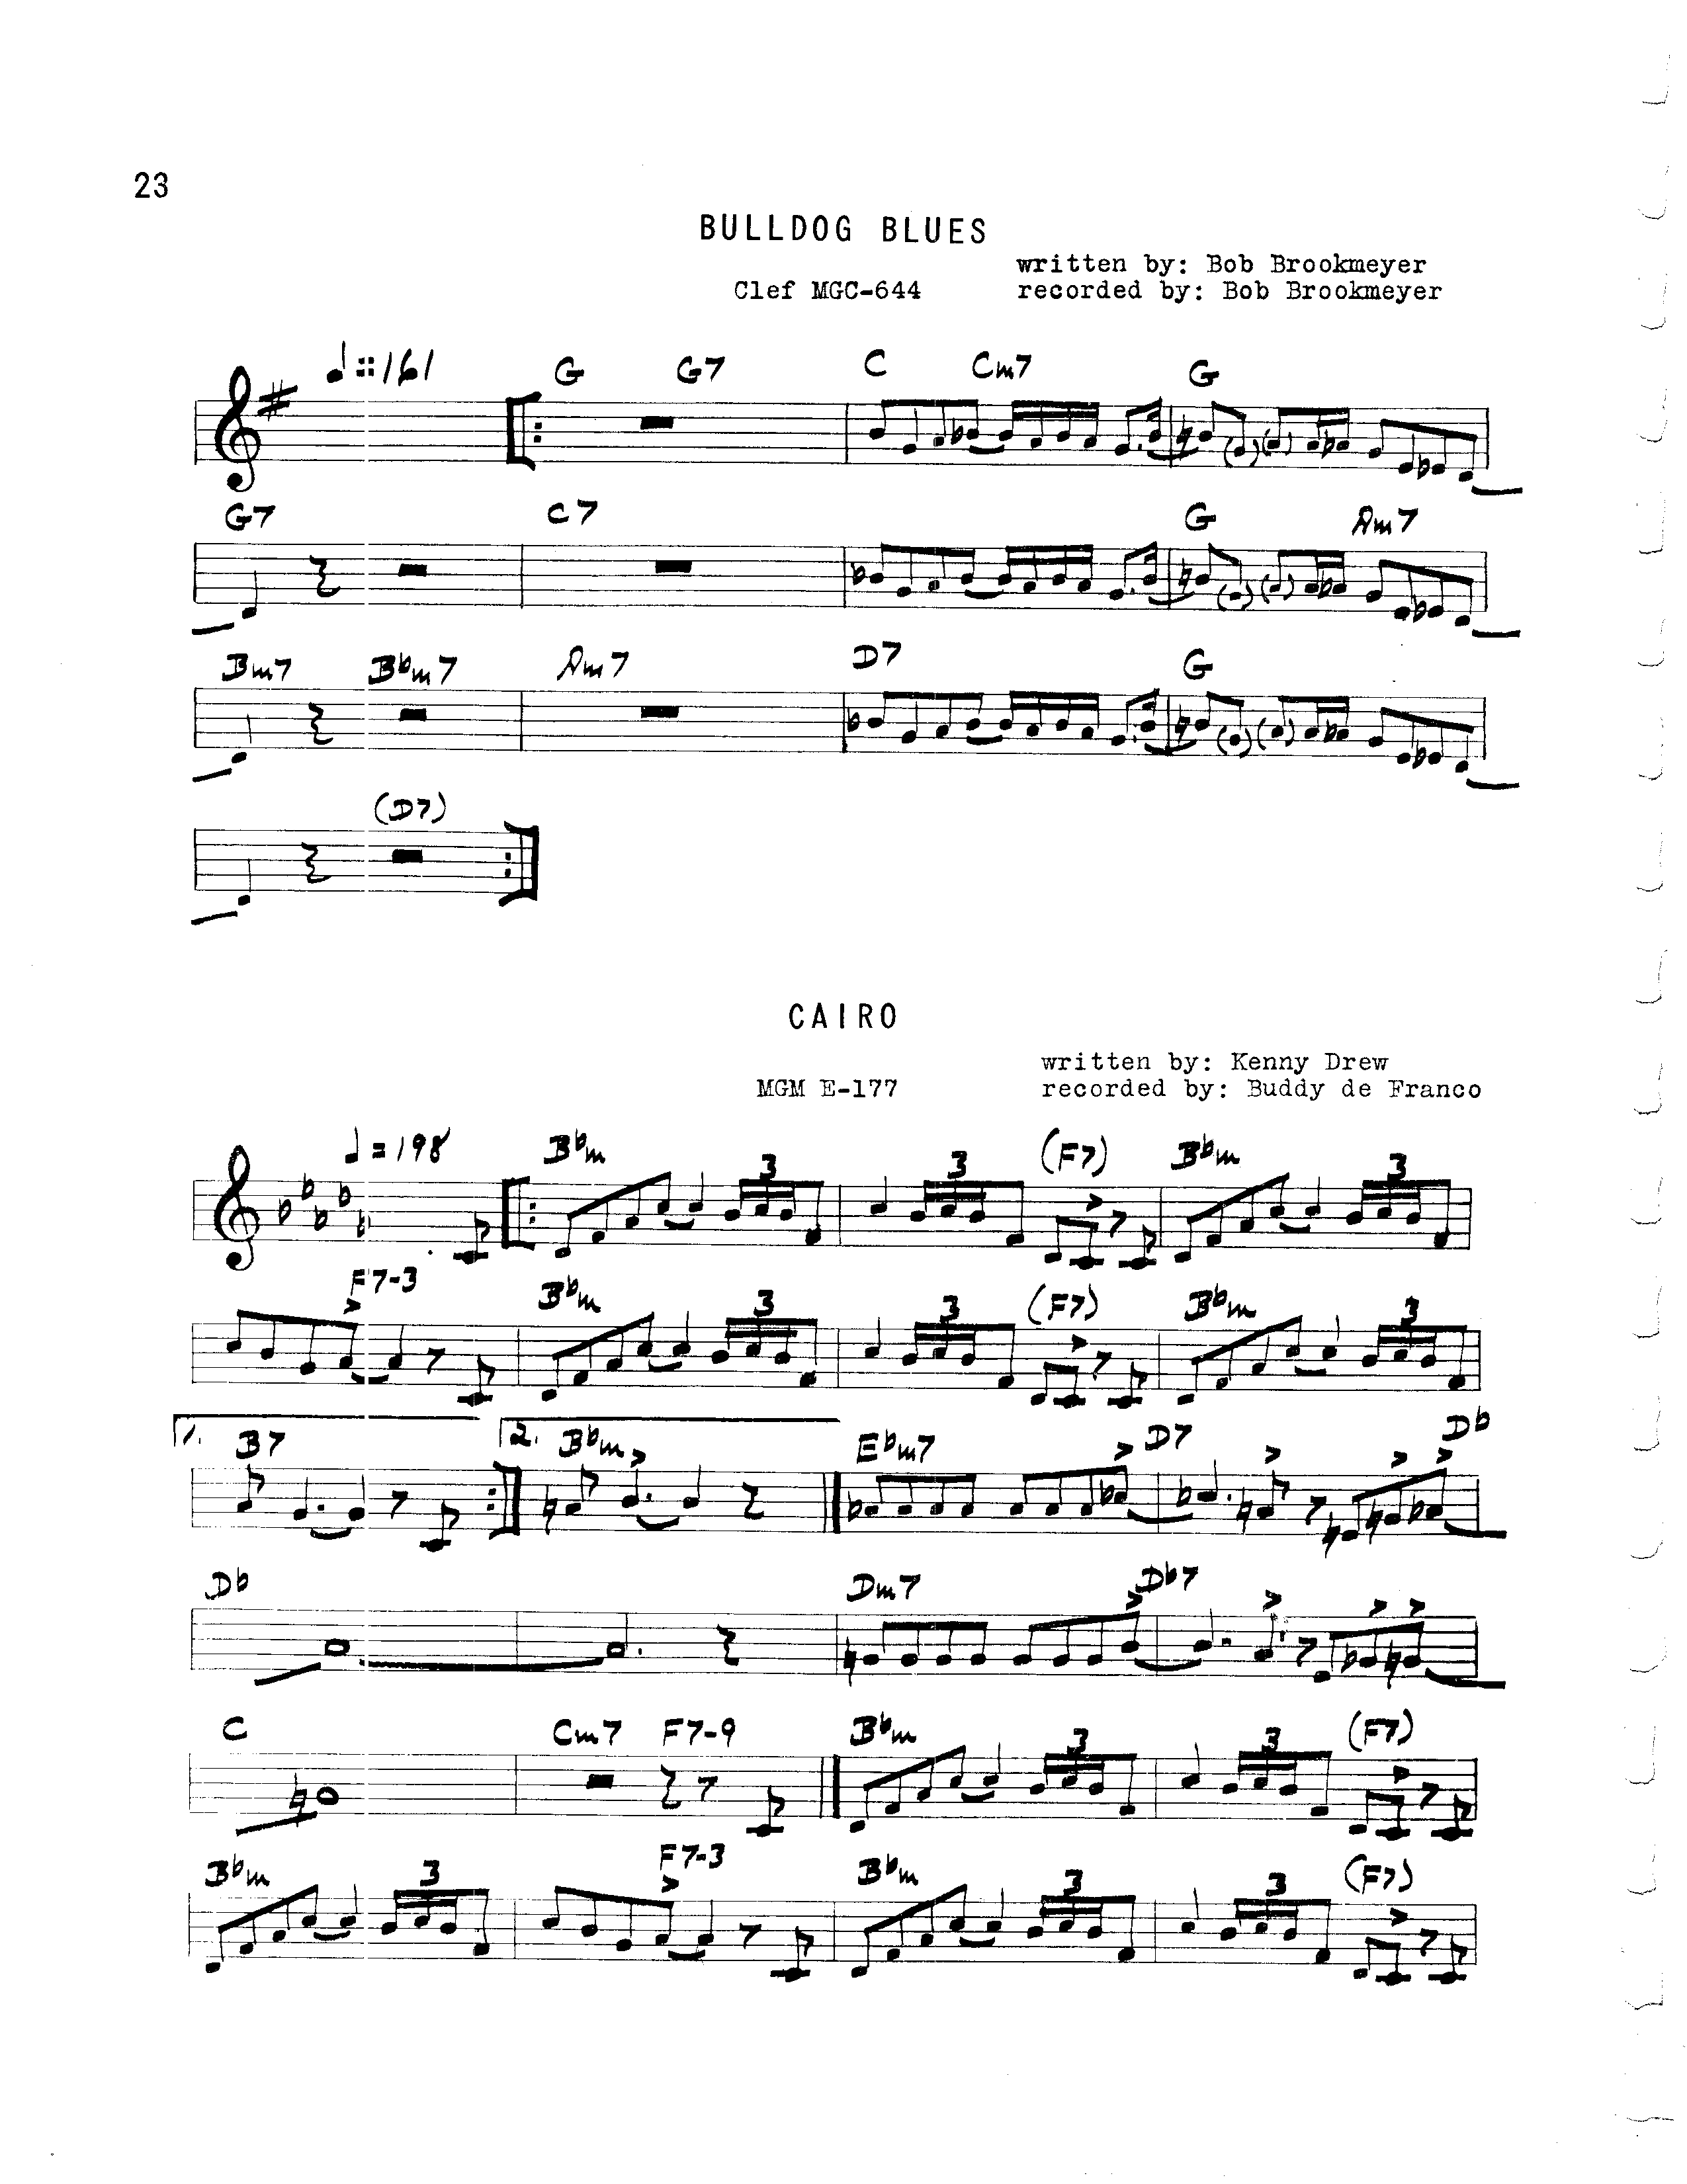 23
BULLDOG BLUES
written by: Bob Brookmeyer
Clef MGC-644 recorded by: Bob Brookmeyer
♩ = 161 G G7 C Cm7 G
G7 C7 G Am7
Bm7 B♭m7 Am7 D7 G
(D7)
CAIRO
written by: Kenny Drew
MGM E-177 recorded by: Buddy de Franco
♩ = 198 B♭m 3 3 (F7) B♭m 3
F7-3 B♭m 3 3 (F7) B♭m 3
1. B7 2. B♭m E♭m7 D7 D♭
D♭ Dm7 D♭7
C Cm7 F7-9 B♭m 3 3 (F7)
B♭m 3 F7-3 B♭m 3 3 (F7)